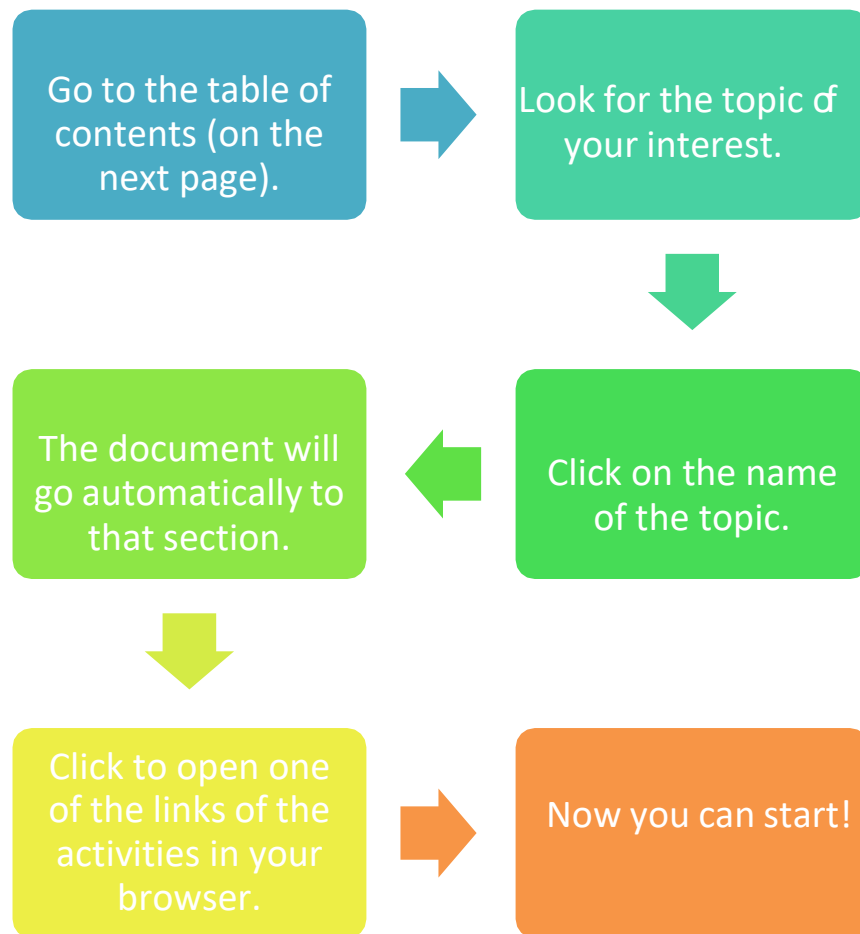 Go to the table of
contents (on the
next page).
Look for the topic of
your interest.
Click on the name
of the topic.
The document will
go automatically to
that section.
Click to open one
of the links of the
activities in your
browser.
Now you can start!